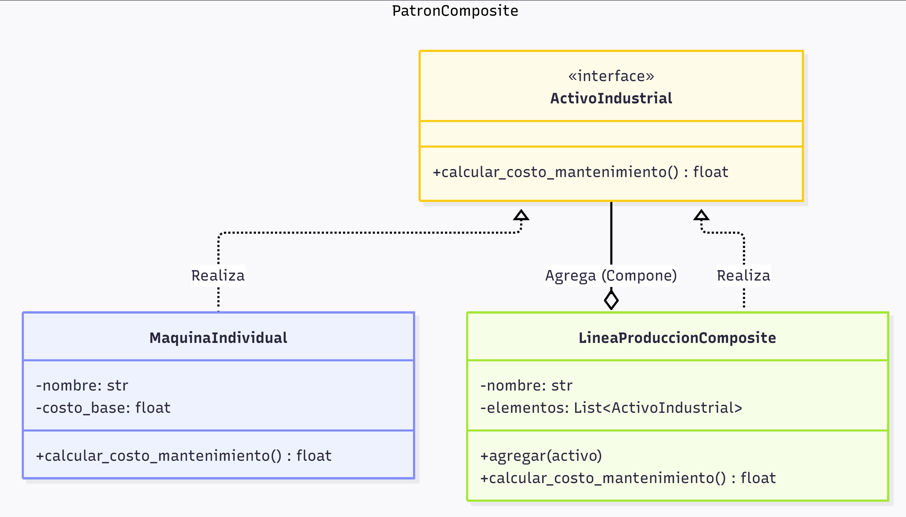 PatronComposite
«interface»
ActivoIndustrial
+calcular_costo_mantenimiento() : float
Realiza
Agrega (Compone)
Realiza
MaquinaIndividual
-nombre: str
-costo_base: float
+calcular_costo_mantenimiento() : float
LineaProduccionComposite
-nombre: str
-elementos: List<ActivoIndustrial>
+agregar(activo)
+calcular_costo_mantenimiento() : float